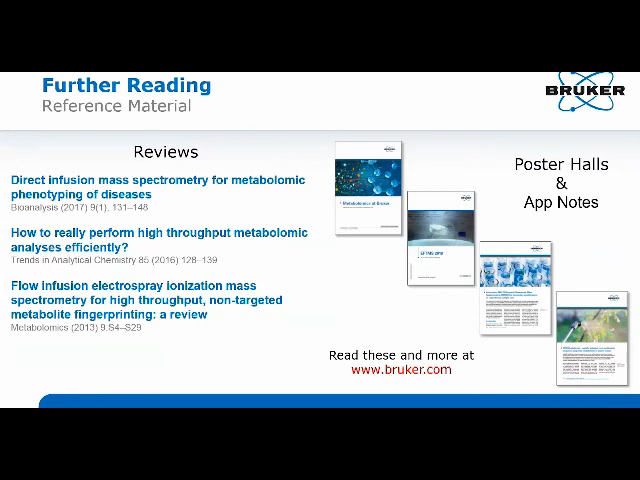 Further Reading
Reference Material
BRUKER
Reviews
Direct infusion mass spectrometry for metabolomic
phenotyping of diseases
Bioanalysis (2017) 9(1), 131–148
How to really perform high throughput metabolomic
analyses efficiently?
Trends in Analytical Chemistry 85 (2016) 128–139
Flow infusion electrospray ionization mass
spectrometry for high throughput, non-targeted
metabolite fingerprinting: a review
Metabolomics (2013) 9:S4–S29
Metabolomics at Bruker
Poster Halls
&
App Notes
Read these and more at
www.bruker.com